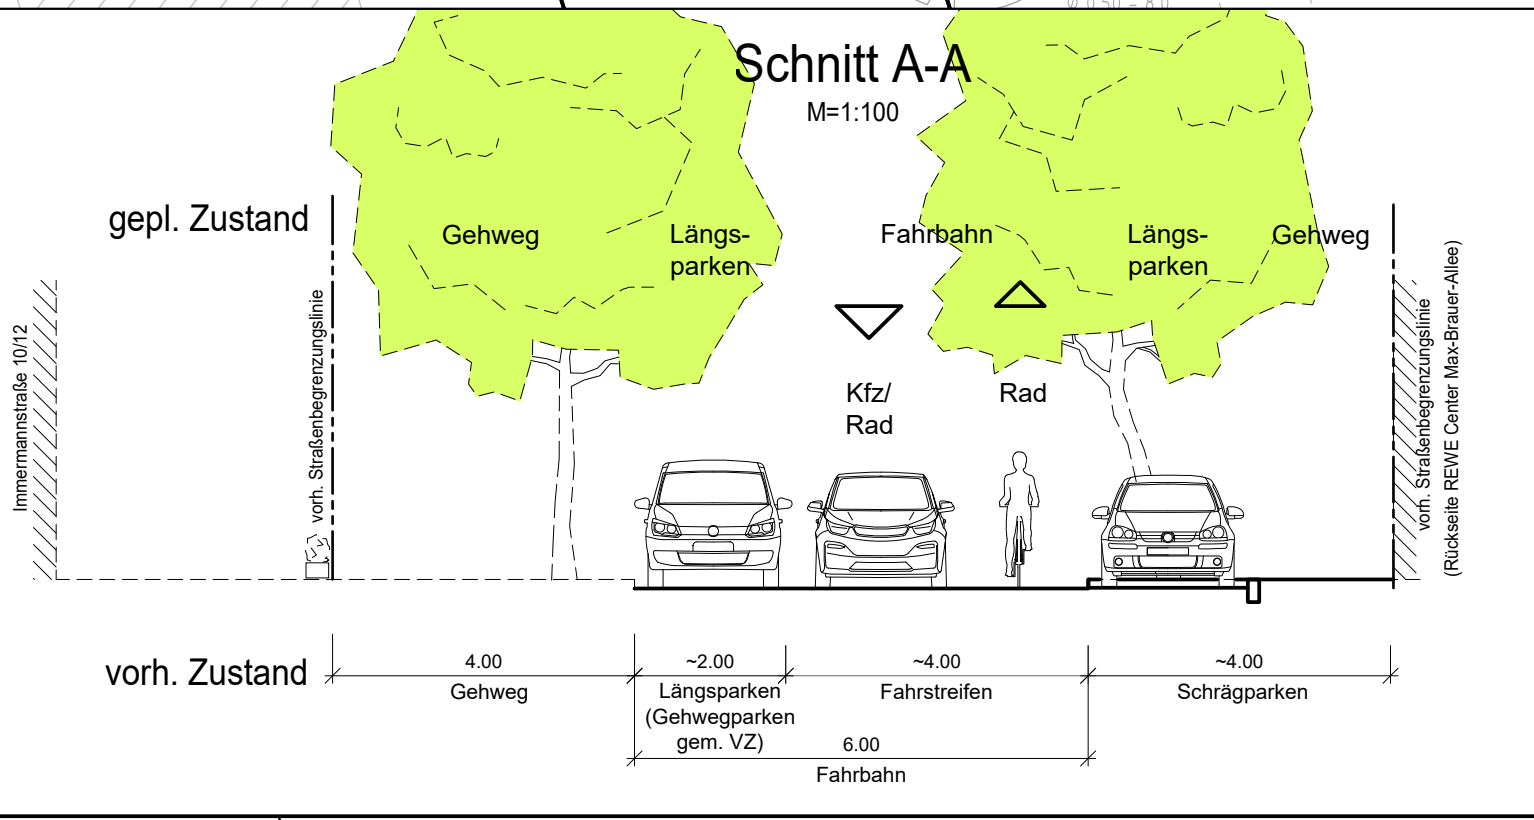 Schnitt A-A
M=1:100
gepl. Zustand
Gehweg
Längs-
parken
Fahrbahn
Längs-
parken
Gehweg
Kfz/
Rad
Rad
Immermannstraße 10/12
vorh. Straßenbegrenzungslinie
vorh. Straßenbegrenzungslinie
(Rückseite REWE Center Max-Brauer-Allee)
vorh. Zustand
4.00
Gehweg
~2.00
Längsparken
(Gehwegparken
gem. VZ)
~4.00
Fahrstreifen
~4.00
Schrägparken
6.00
Fahrbahn